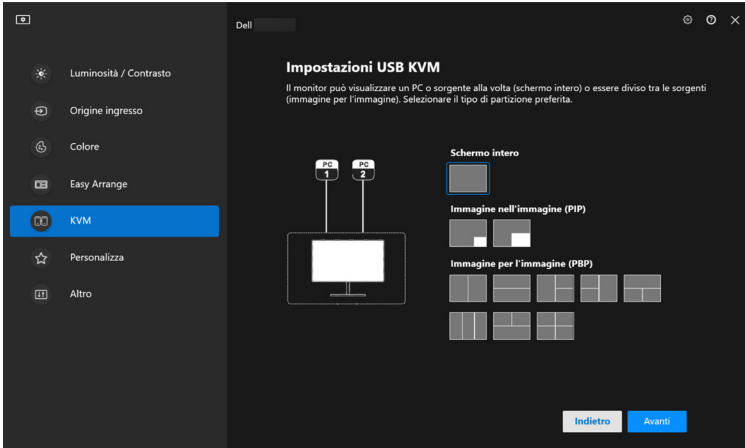 Dell
Luminosità / Contrasto
Origine ingresso
Colore
Easy Arrange
KVM
Personalizza
Altro
Impostazioni USB KVM
Il monitor può visualizzare un PC o sorgente alla volta (schermo intero) o essere diviso tra le sorgenti
(immagine per l'immagine). Selezionare il tipo di partizione preferita.
PC 1
PC 2
Schermo intero
Immagine nell'immagine (PIP)
Immagine per l'immagine (PBP)
Indietro
Avanti